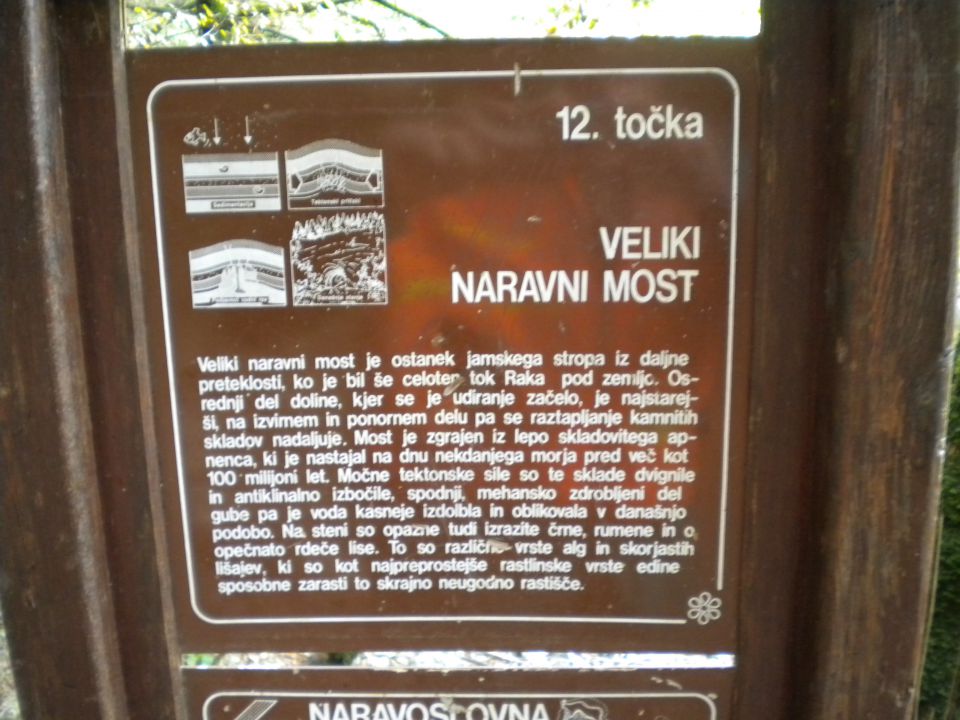 12. točka
Sedimentacija
Tektonski pritiski
VELIKI
NARAVNI MOST
Veliki naravni most je ostanek jamskega stropa iz daljne
preteklosti, ko je bil še celoten tok Raka pod zemljo. Os-
rednji del doline, kjer se je udiranje začelo, je najstarej-
ši, na izvirnem in ponornem delu pa se raztapljanje kamnitih
skladov nadaljuje. Most je zgrajen iz lepo skladovitega ap-
nenca, ki je nastajal na dnu nekdanjega morja pred več kot
100 milijoni let. Močne tektonske sile so te sklade dvignile
in antiklinalno izbočile, spodnji, mehansko zdrobljeni del
gube pa je voda kasneje izdolbla in oblikovala v današnjo
podobo. Na steni so opazne tudi izrazite črne, rumene in o
opečnato rdeče lise. To so različne vrste alg in skorjastih
lišajev, ki so kot najpreprostejše rastlinske vrste edine
sposobne zarasti to skrajno neugodno rastišče.
NARAVOSLOVNA